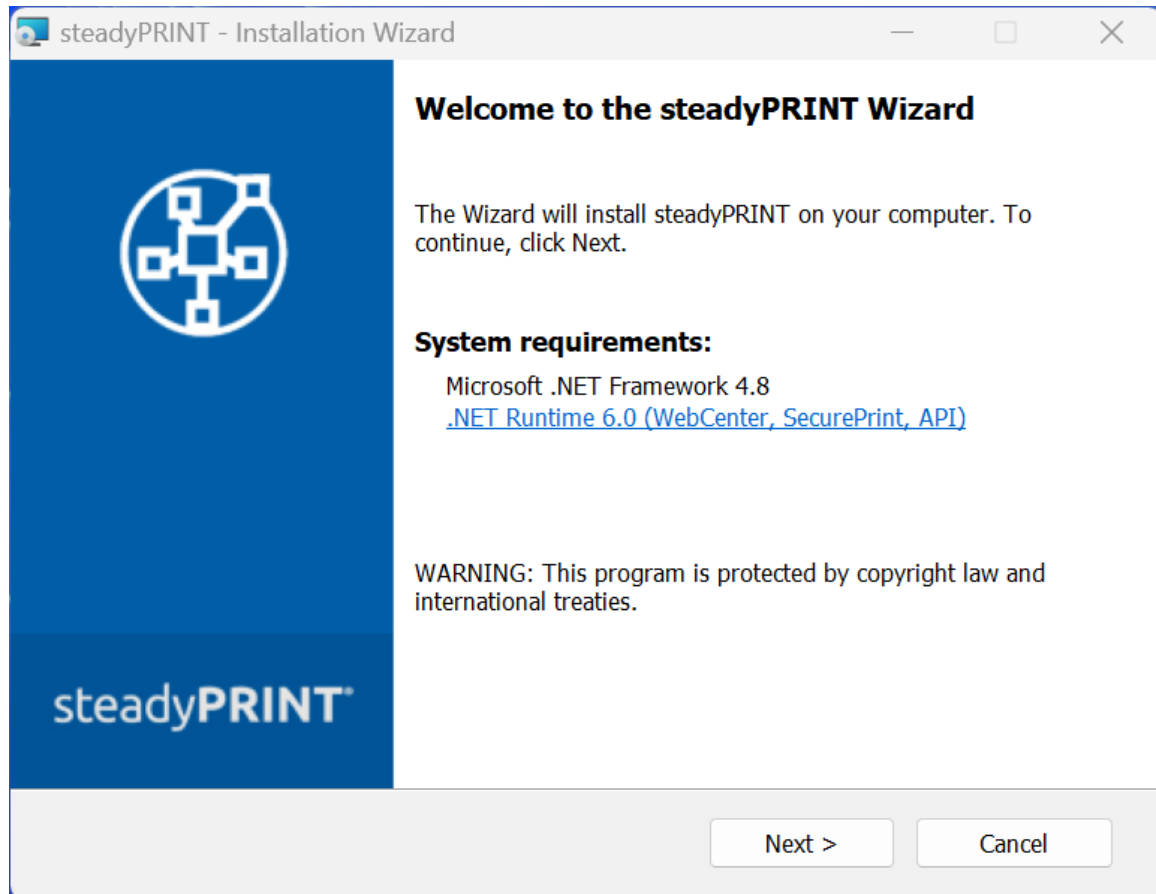 steadyPRINT - Installation Wizard
Welcome to the steadyPRINT Wizard
The Wizard will install steadyPRINT on your computer. To
continue, click Next.
System requirements:
Microsoft .NET Framework 4.8
.NET Runtime 6.0 (WebCenter, SecurePrint, API)
WARNING: This program is protected by copyright law and
international treaties.
steadyPRINT®
Next >
Cancel